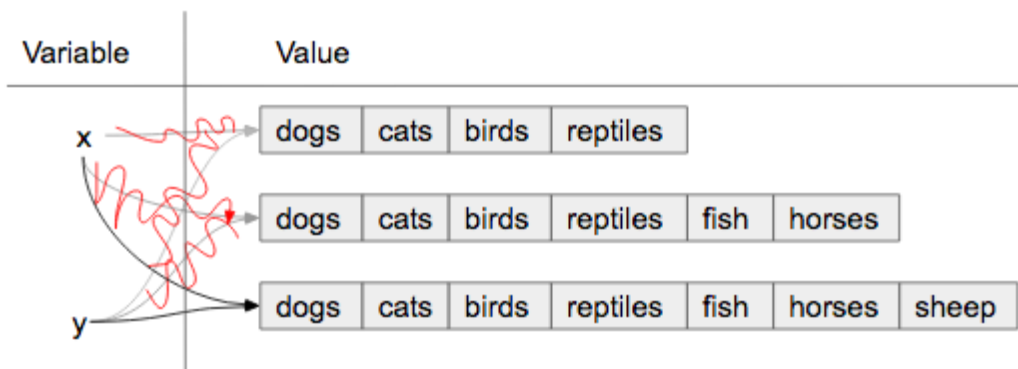 Variable Value
x dogs cats birds reptiles
dogs cats birds reptiles fish horses
y dogs cats birds reptiles fish horses sheep